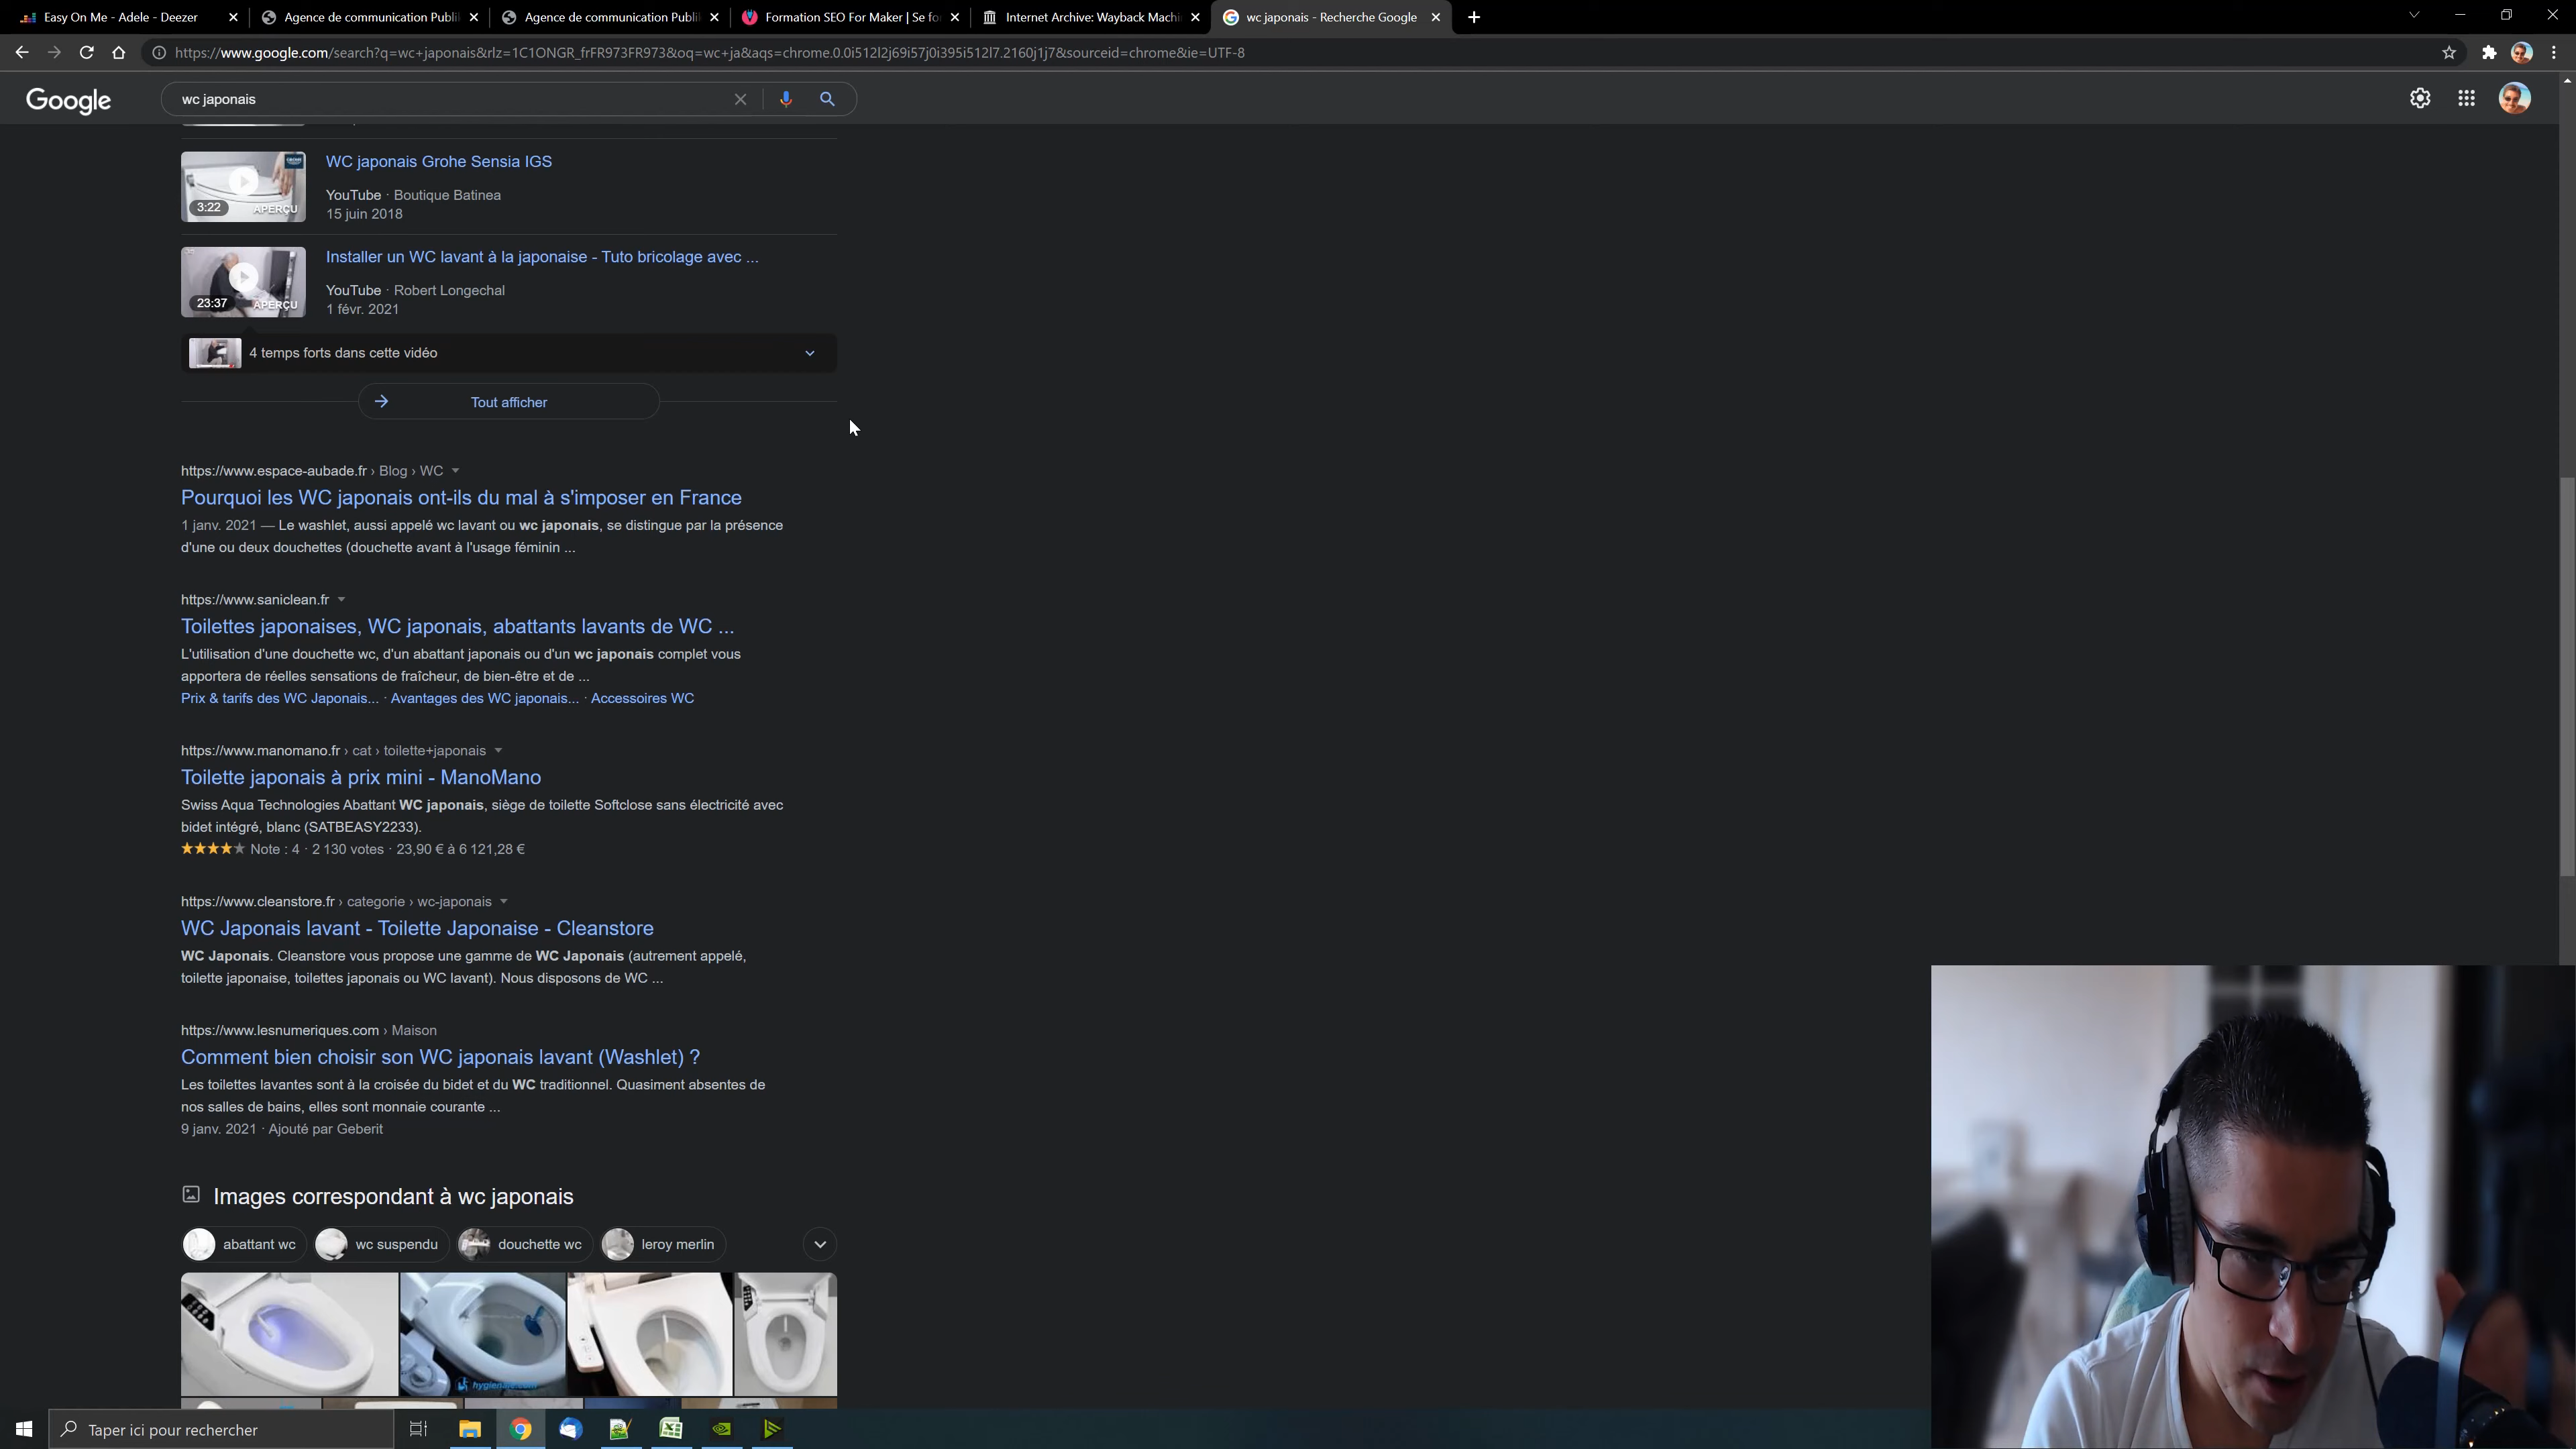 Easy On Me - Adele - Deezer
Agence de communication Publi
Agence de communication Publi
Formation SEO For Maker | Se fo
Internet Archive: Wayback Machi
wc japonais - Recherche Google
https://www.google.com/search?q=wc+japonais&rlz=1C1ONGR_frFR973FR973&oq=wc+ja&aqs=chrome.0.0i512l2j69i57j0i395i512l7.2160j1j7&sourceid=chrome&ie=UTF-8
Google
wc japonais
WC japonais Grohe Sensia IGS
YouTube · Boutique Batinea
15 juin 2018
3:22
APERÇU
Installer un WC lavant à la japonaise - Tuto bricolage avec ...
YouTube · Robert Longechal
1 févr. 2021
23:37
APERÇU
4 temps forts dans cette vidéo
Tout afficher
https://www.espace-aubade.fr › Blog › WC
Pourquoi les WC japonais ont-ils du mal à s'imposer en France
1 janv. 2021 — Le washlet, aussi appelé wc lavant ou wc japonais, se distingue par la présence
d'une ou deux douchettes (douchette avant à l'usage féminin ...
https://www.saniclean.fr
Toilettes japonaises, WC japonais, abattants lavants de WC ...
L'utilisation d'une douchette wc, d'un abattant japonais ou d'un wc japonais complet vous
apportera de réelles sensations de fraîcheur, de bien-être et de ...
Prix & tarifs des WC Japonais... · Avantages des WC japonais... · Accessoires WC
https://www.manomano.fr › cat › toilette+japonais
Toilette japonais à prix mini - ManoMano
Swiss Aqua Technologies Abattant WC japonais, siège de toilette Softclose sans électricité avec
bidet intégré, blanc (SATBEASY2233).
Note : 4 · 2 130 votes · 23,90 € à 6 121,28 €
https://www.cleanstore.fr › categorie › wc-japonais
WC Japonais lavant - Toilette Japonaise - Cleanstore
WC Japonais. Cleanstore vous propose une gamme de WC Japonais (autrement appelé,
toilette japonaise, toilettes japonais ou WC lavant). Nous disposons de WC ...
https://www.lesnumeriques.com › Maison
Comment bien choisir son WC japonais lavant (Washlet) ?
Les toilettes lavantes sont à la croisée du bidet et du WC traditionnel. Quasiment absentes de
nos salles de bains, elles sont monnaie courante ...
9 janv. 2021 · Ajouté par Geberit
Images correspondant à wc japonais
abattant wc
wc suspendu
douchette wc
leroy merlin
Taper ici pour rechercher